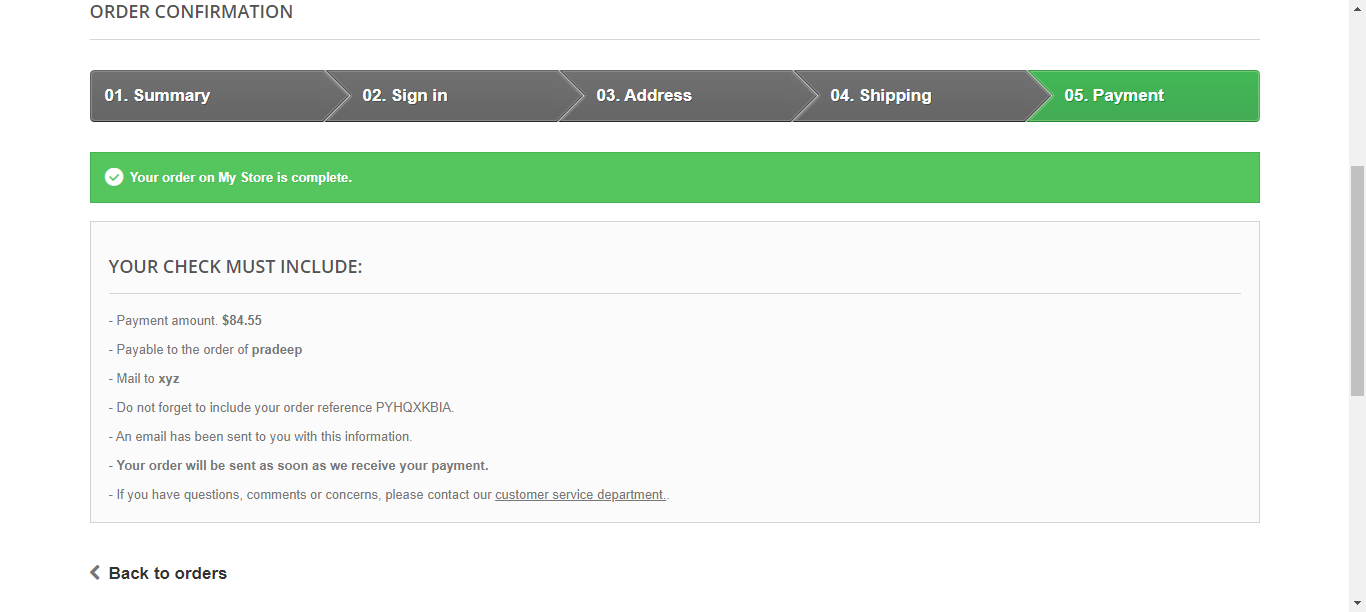 ORDER CONFIRMATION
01. Summary
02. Sign in
03. Address
04. Shipping
05. Payment
Your order on My Store is complete.
YOUR CHECK MUST INCLUDE:
- Payment amount. $84.55
- Payable to the order of pradeep
- Mail to xyz
- Do not forget to include your order reference PYHQXKBIA.
- An email has been sent to you with this information.
- Your order will be sent as soon as we receive your payment.
- If you have questions, comments or concerns, please contact our customer service department..
Back to orders